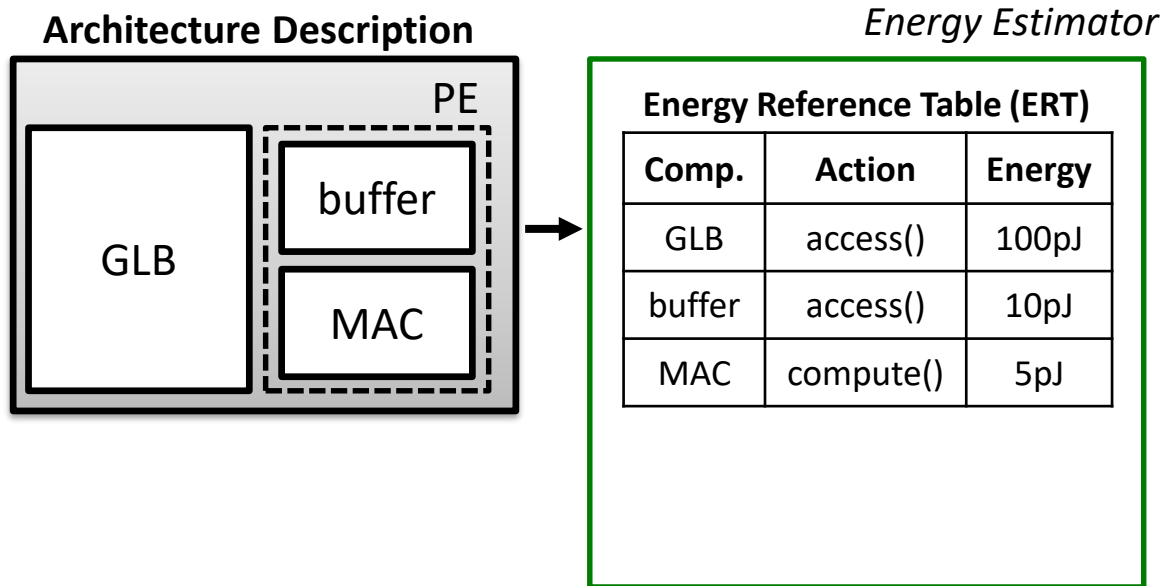 Architecture Description
PE
GLB
buffer
MAC
Energy Estimator
Energy Reference Table (ERT)
Comp. Action Energy
GLB access() 100pJ
buffer access() 10pJ
MAC compute() 5pJ